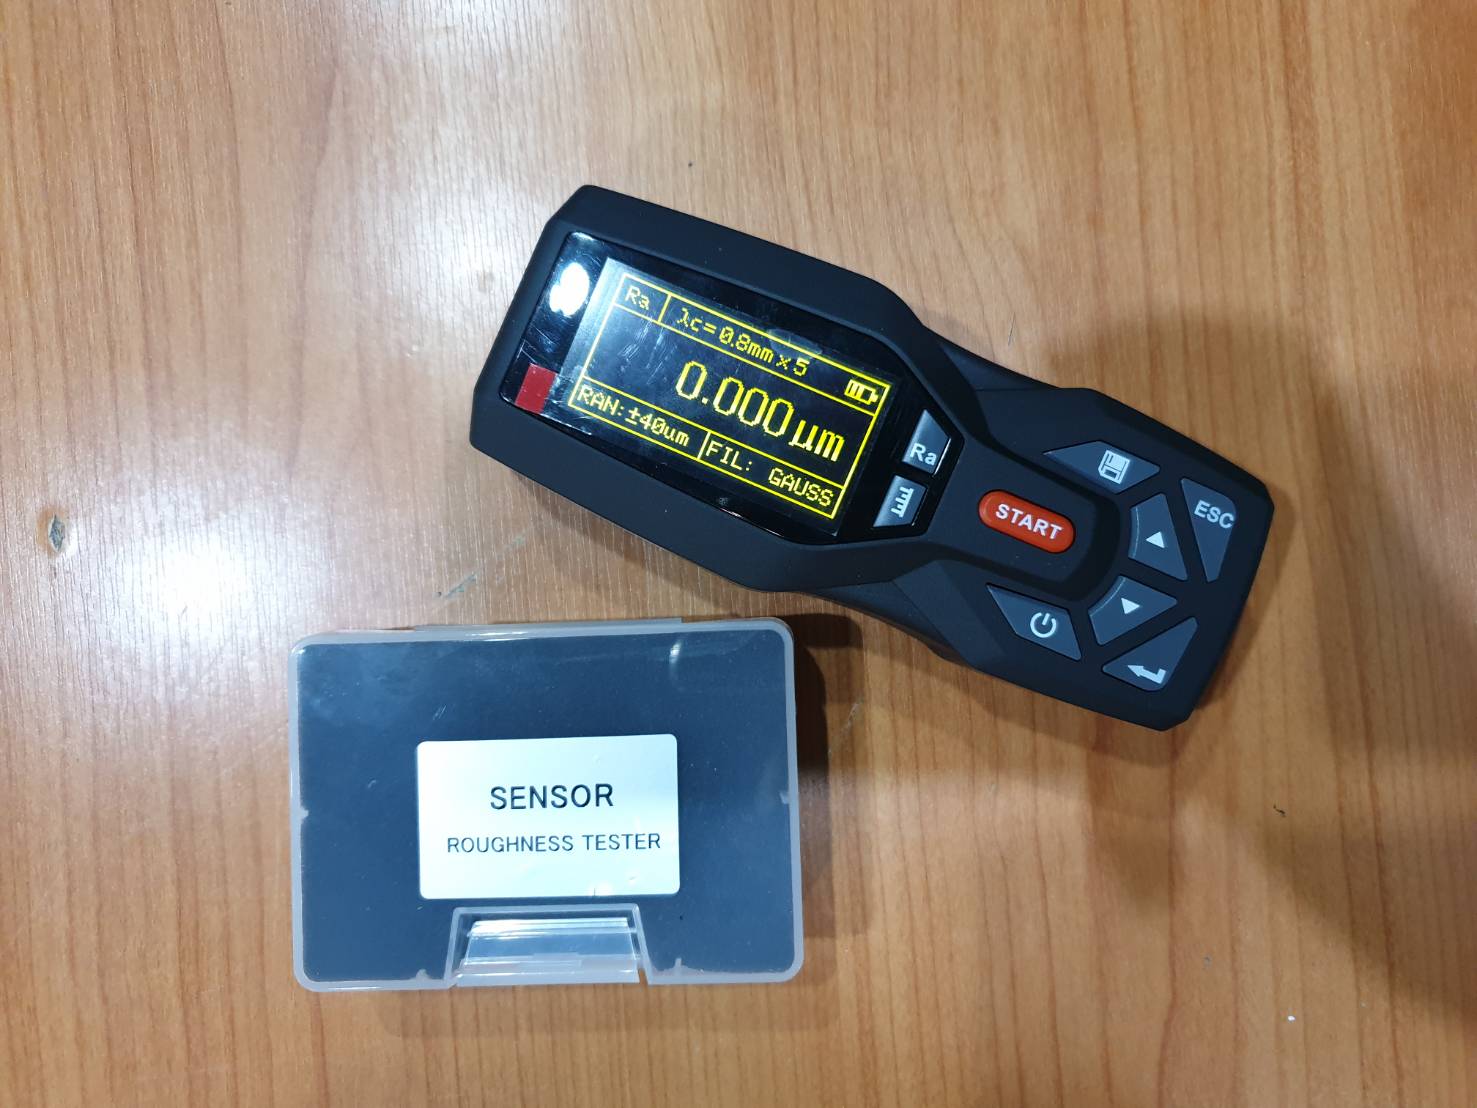 Ra
λc=0.8mm x 5
0.000µm
RAN:±40um
FIL: GAUSS
Ra
START
ESC
SENSOR
ROUGHNESS TESTER